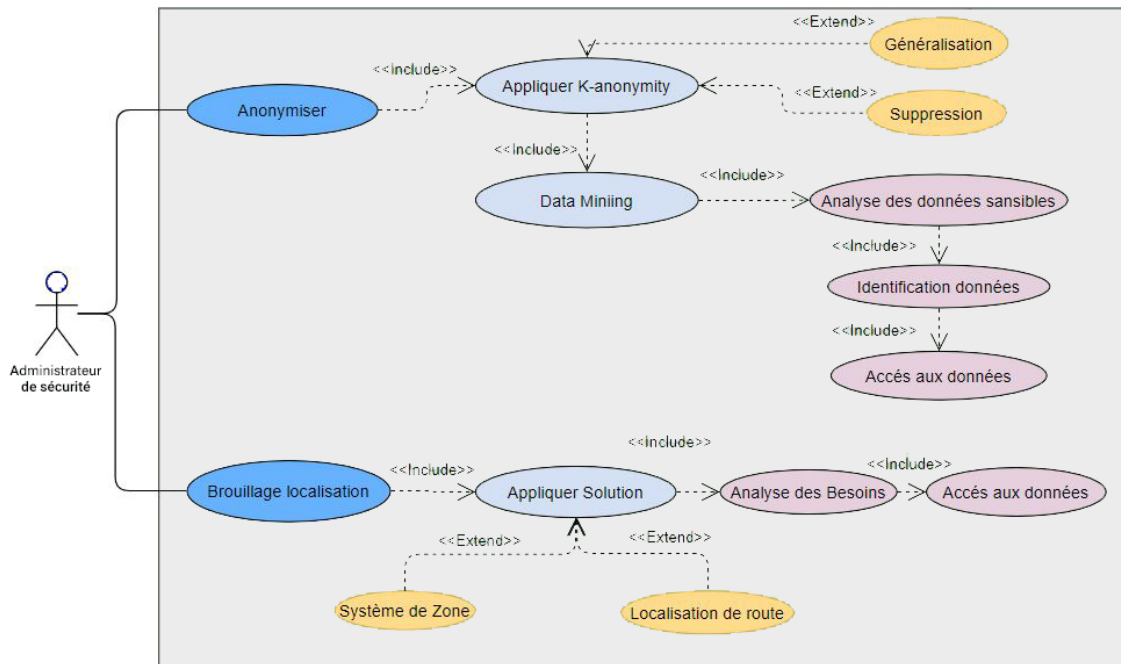 <<Extend>>
Généralisation
<<Include>>
Appliquer K-anonymity
Anonymiser
<<Extend>>
Suppression
<<Include>>
Data Miniing
<<Include>>
Analyse des données sansibles
<<Include>>
Identification données
<<Include>>
Accés aux données
Administrateur
de sécurité
<<Include>>
<<Include>>
<<Include>>
Brouillage localisation
Appliquer Solution
Analyse des Besoins
Accés aux données
<<Extend>>
<<Extend>>
Système de Zone
Localisation de route